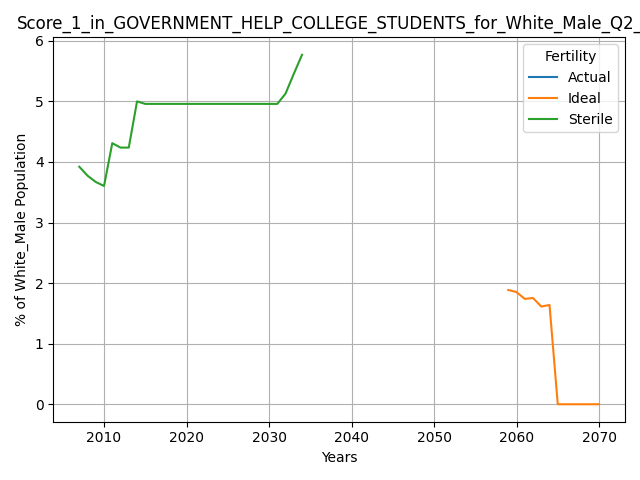 Score_1_in_GOVERNMENT_HELP_COLLEGE_STUDENTS_for_White_Male_Q2_
Fertility
Actual
Ideal
Sterile
% of White_Male Population
6
5
4
3
2
1
0
2010 2020 2030 2040 2050 2060 2070
Years